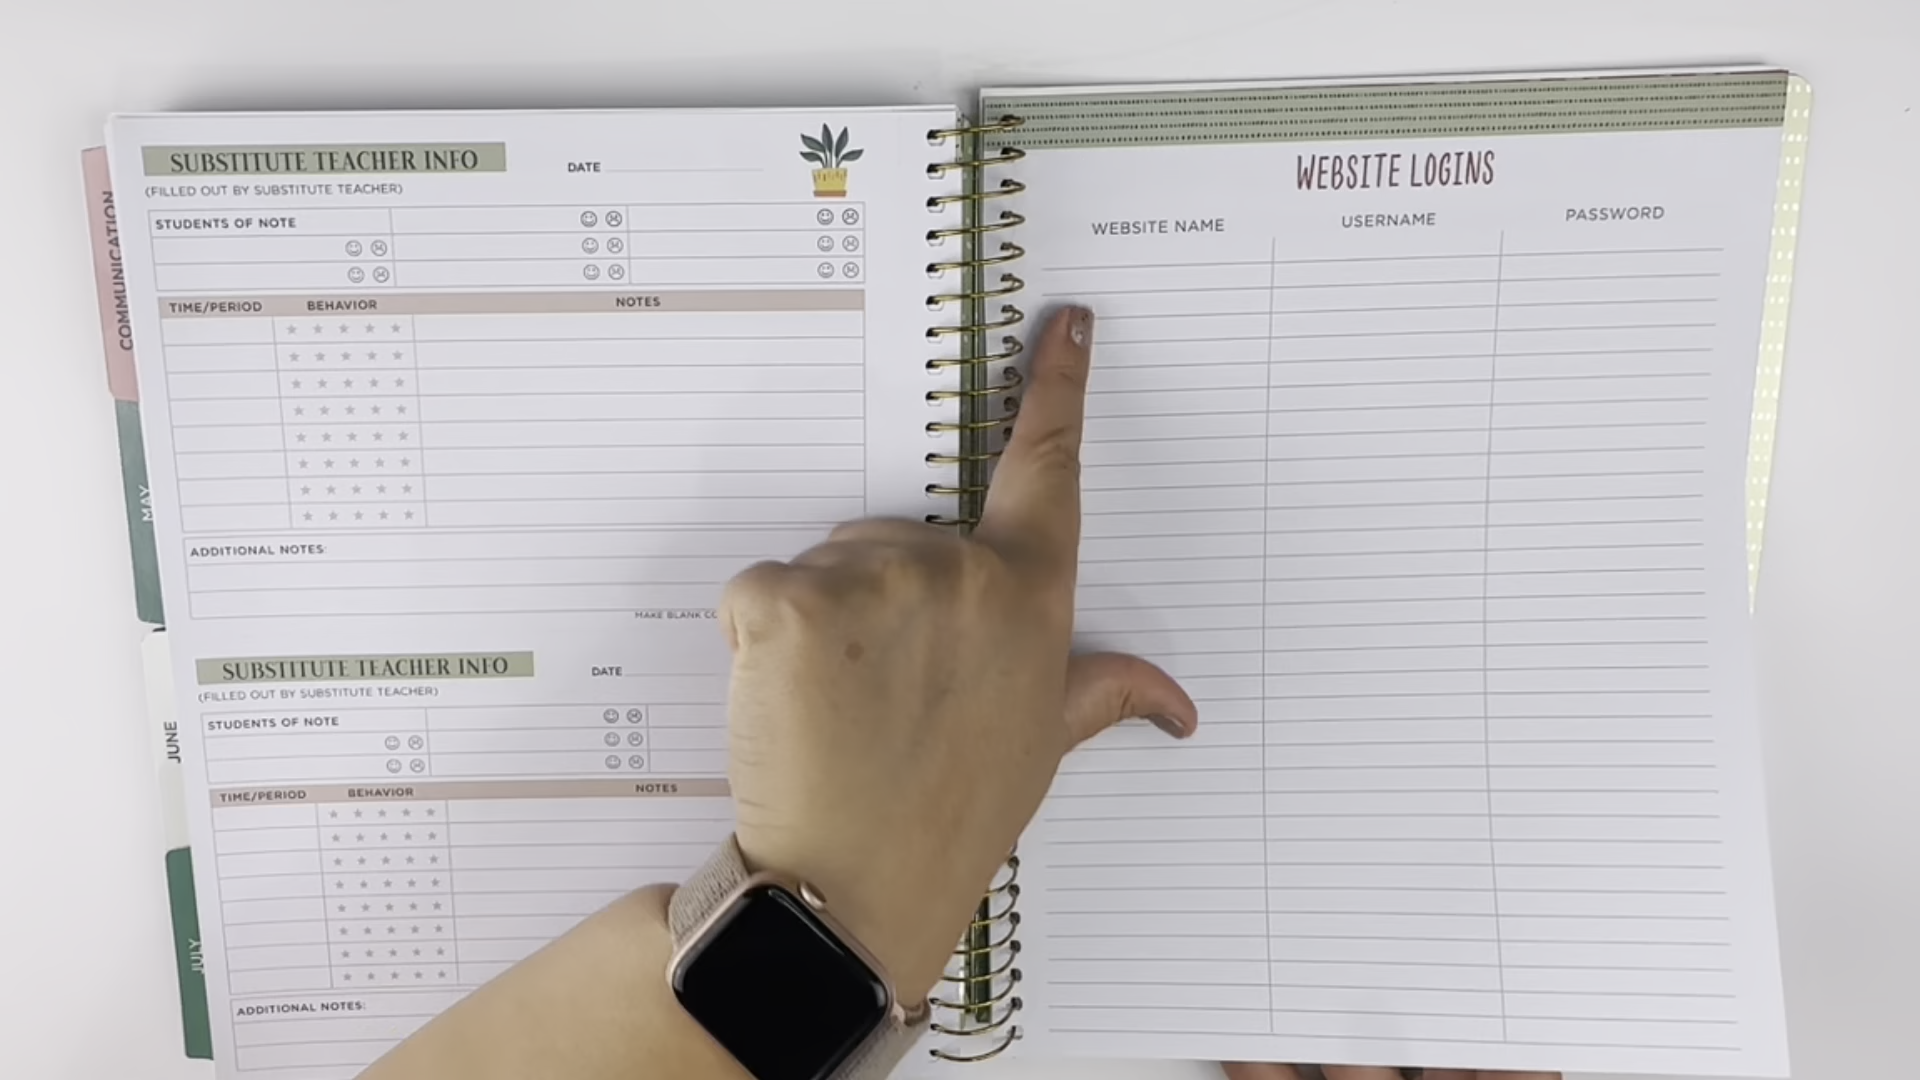 COMMUNICATION
MAY
JUNE
JULY
SUBSTITUTE TEACHER INFO
DATE
(FILLED OUT BY SUBSTITUTE TEACHER)
STUDENTS OF NOTE
TIME/PERIOD BEHAVIOR NOTES
ADDITIONAL NOTES:
MAKE BLANK
SUBSTITUTE TEACHER INFO
DATE
(FILLED OUT BY SUBSTITUTE TEACHER)
STUDENTS OF NOTE
TIME/PERIOD BEHAVIOR NOTES
ADDITIONAL NOTES:
WEBSITE LOGINS
WEBSITE NAME USERNAME PASSWORD